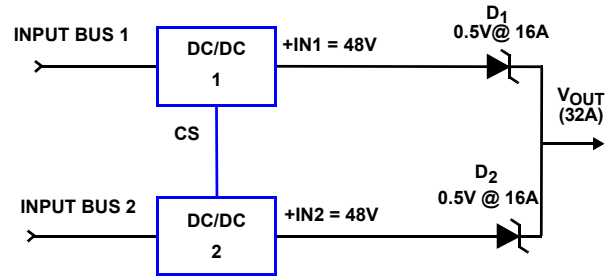 INPUT BUS 1
DC/DC
1
+IN1 = 48V
D1
0.5V@ 16A
VOUT
(32A)
CS
INPUT BUS 2
DC/DC
2
+IN2 = 48V
D2
0.5V @ 16A